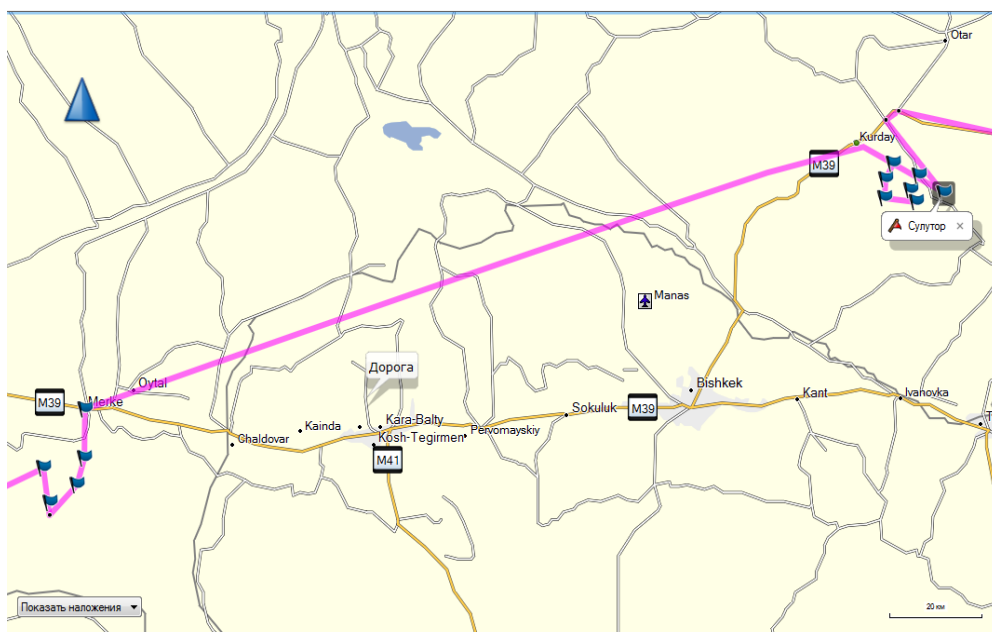 Otar
Kurday
M39
Сулутор ×
Manas
Дорога
Oytal
M39
Merke
Bishkek
Kant
Ivanovka
Sokuluk
M39
Kara-Balty
Kainda
Pervomayskiy
Chaldovar
Kosh-Tegirmen
M41
T
Показать наложения
20 км